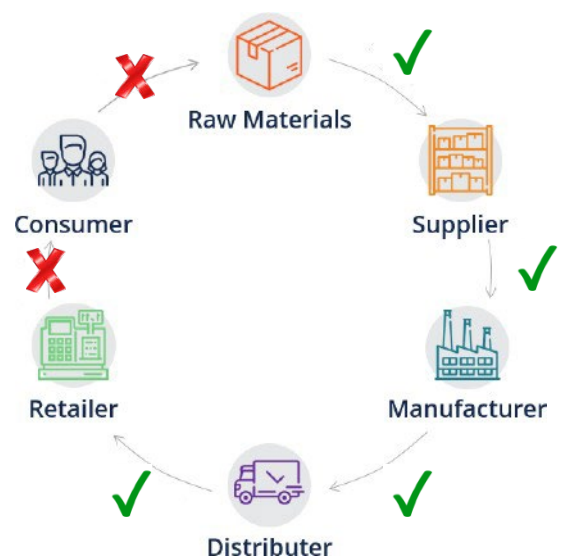 Raw Materials
Supplier
Manufacturer
Distributer
Retailer
Consumer